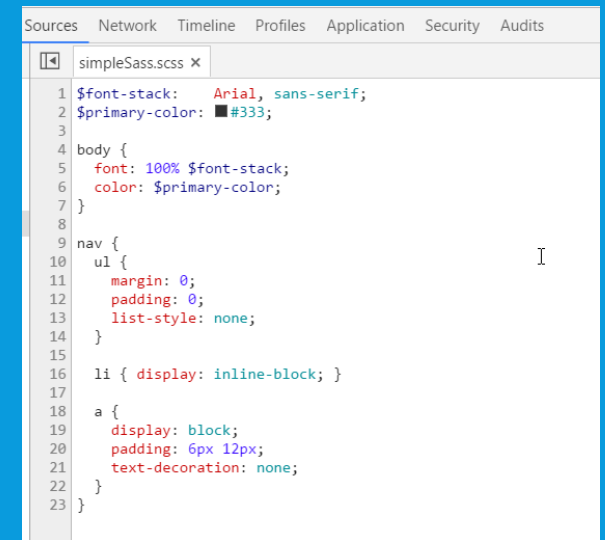 Sources Network Timeline Profiles Application Security Audits
simpleSass.scss ×
1 $font-stack:    Arial, sans-serif;
2 $primary-color: #333;
3
4 body {
5   font: 100% $font-stack;
6   color: $primary-color;
7 }
8
9 nav {
10   ul {
11     margin: 0;
12     padding: 0;
13     list-style: none;
14   }
15
16   li { display: inline-block; }
17
18   a {
19     display: block;
20     padding: 6px 12px;
21     text-decoration: none;
22   }
23 }